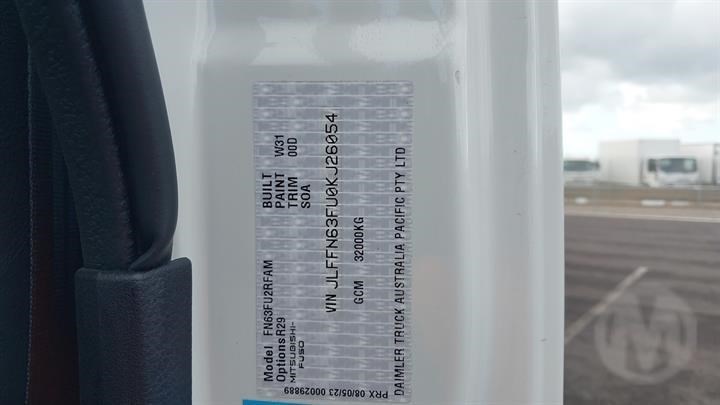 Model FN63FU2RFAM BUILT
Options R29 PAINT W31
MITSUBISHI- TRIM 00D
FUSO SOA
VIN JLFFN63FU0KJ26054
GCM 32000KG
PRX 08/05/23 00029889
DAIMLER TRUCK AUSTRALIA PACIFIC PTY LTD
M